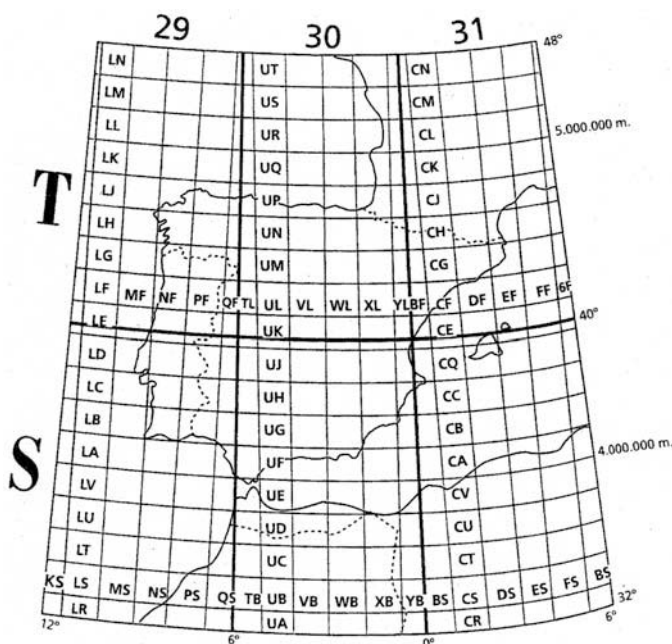 29 30 31
48°
LN UT CN
LM US CM
LL UR CL
5.000.000 m.
LK UQ CK
T
LJ UP CJ
LH UN CH
LG UM CG
LF MF NF PF QF TL UL VL WL XL YL BF CF DF EF FF 6F
LE UK CE
40°
LD UJ CQ
LC UH CC
LB UG CB
S
LA UF CA
4.000.000 m.
LV UE CV
LU UD CU
LT UC CT
KS LS MS NS PS QS TB UB VB WB XB YB BS CS DS ES FS BS
LR UA CR
32°
12° 6° 0° 6°